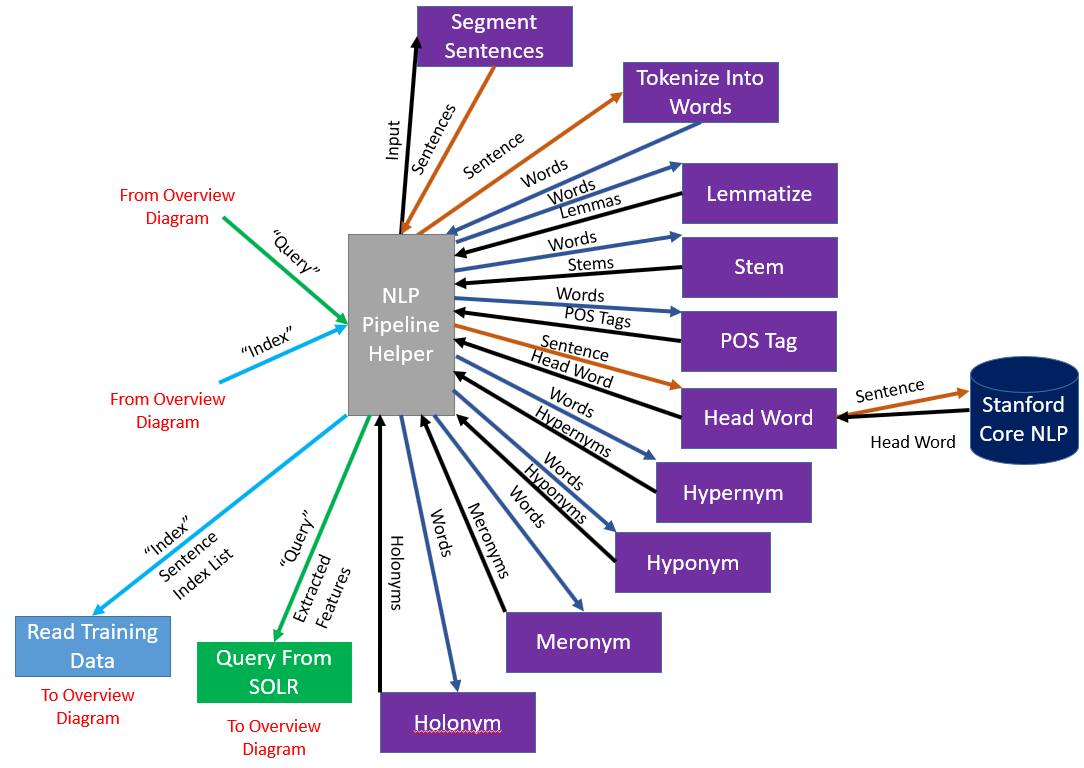 Segment
Sentences
Tokenize Into
Words
Input
Sentences
Sentence
Words
Words
Lemmas
Lemmatize
From Overview
Diagram
“Query”
Words
Stems
Stem
NLP
Pipeline
Helper
Words
POS Tags
POS Tag
“Index”
From Overview
Diagram
Sentence
Head Word
Head Word
Sentence
Head Word
Stanford
Core NLP
Words
Hypernyms
Hypernym
Words
Hyponyms
Hyponym
Words
Meronyms
Meronym
Words
Holonyms
Holonym
“Index”
Sentence
Index List
“Query”
Extracted
Features
Read Training
Data
To Overview
Diagram
Query From
SOLR
To Overview
Diagram